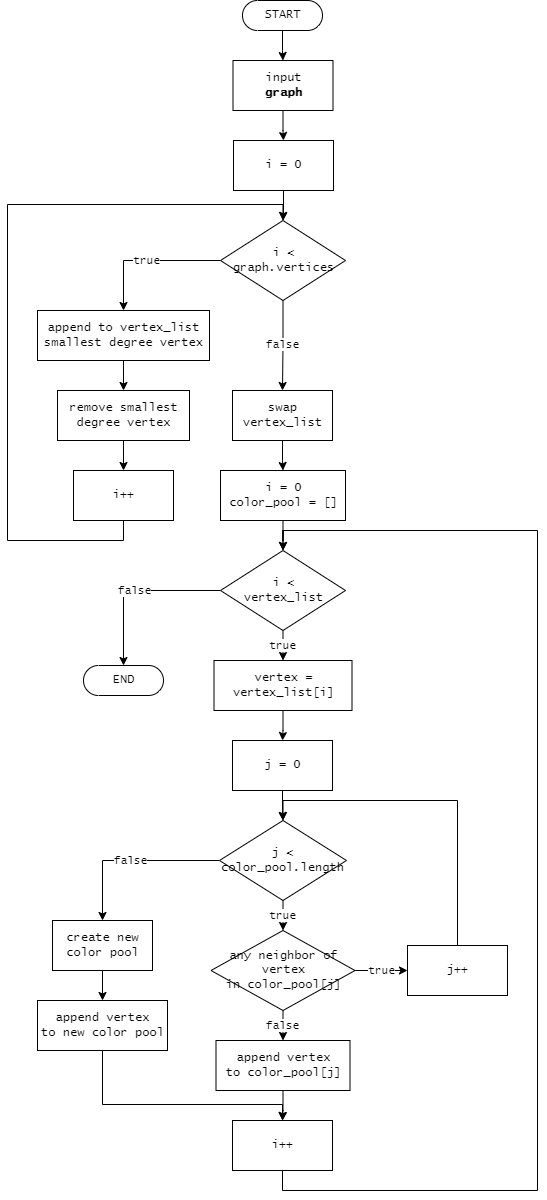 START
input
graph
i = 0
i <
graph.vertices
true
append to vertex_list
smallest degree vertex
false
remove smallest
degree vertex
swap
vertex_list
i++
i = 0
color_pool = []
i <
vertex_list
false
true
END
vertex =
vertex_list[i]
j = 0
j <
color_pool.length
false
true
create new
color pool
any neighbor of
vertex
in color_pool[j]
true
j++
append vertex
to new color pool
false
append vertex
to color_pool[j]
i++